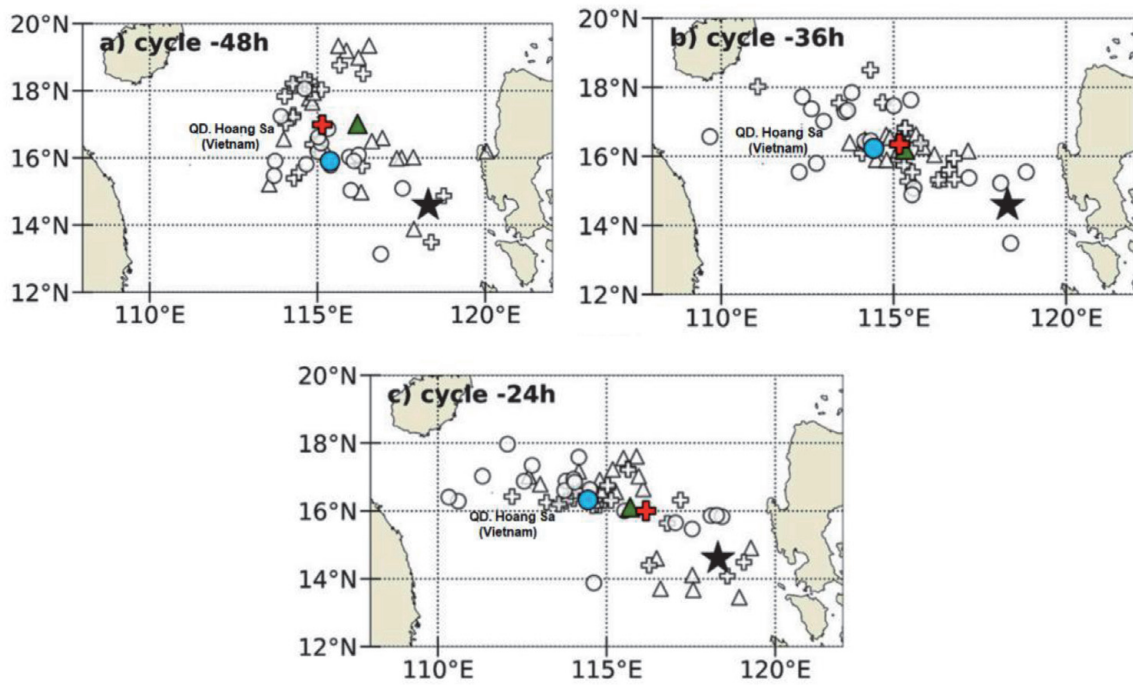 20°N
18°N
16°N
14°N
12°N
a) cycle -48h
QD. Hoang Sa
(Vietnam)
110°E 115°E 120°E
20°N
18°N
16°N
14°N
12°N
b) cycle -36h
QD. Hoang Sa
(Vietnam)
110°E 115°E 120°E
20°N
18°N
16°N
14°N
12°N
c) cycle -24h
QD. Hoang Sa
(Vietnam)
110°E 115°E 120°E